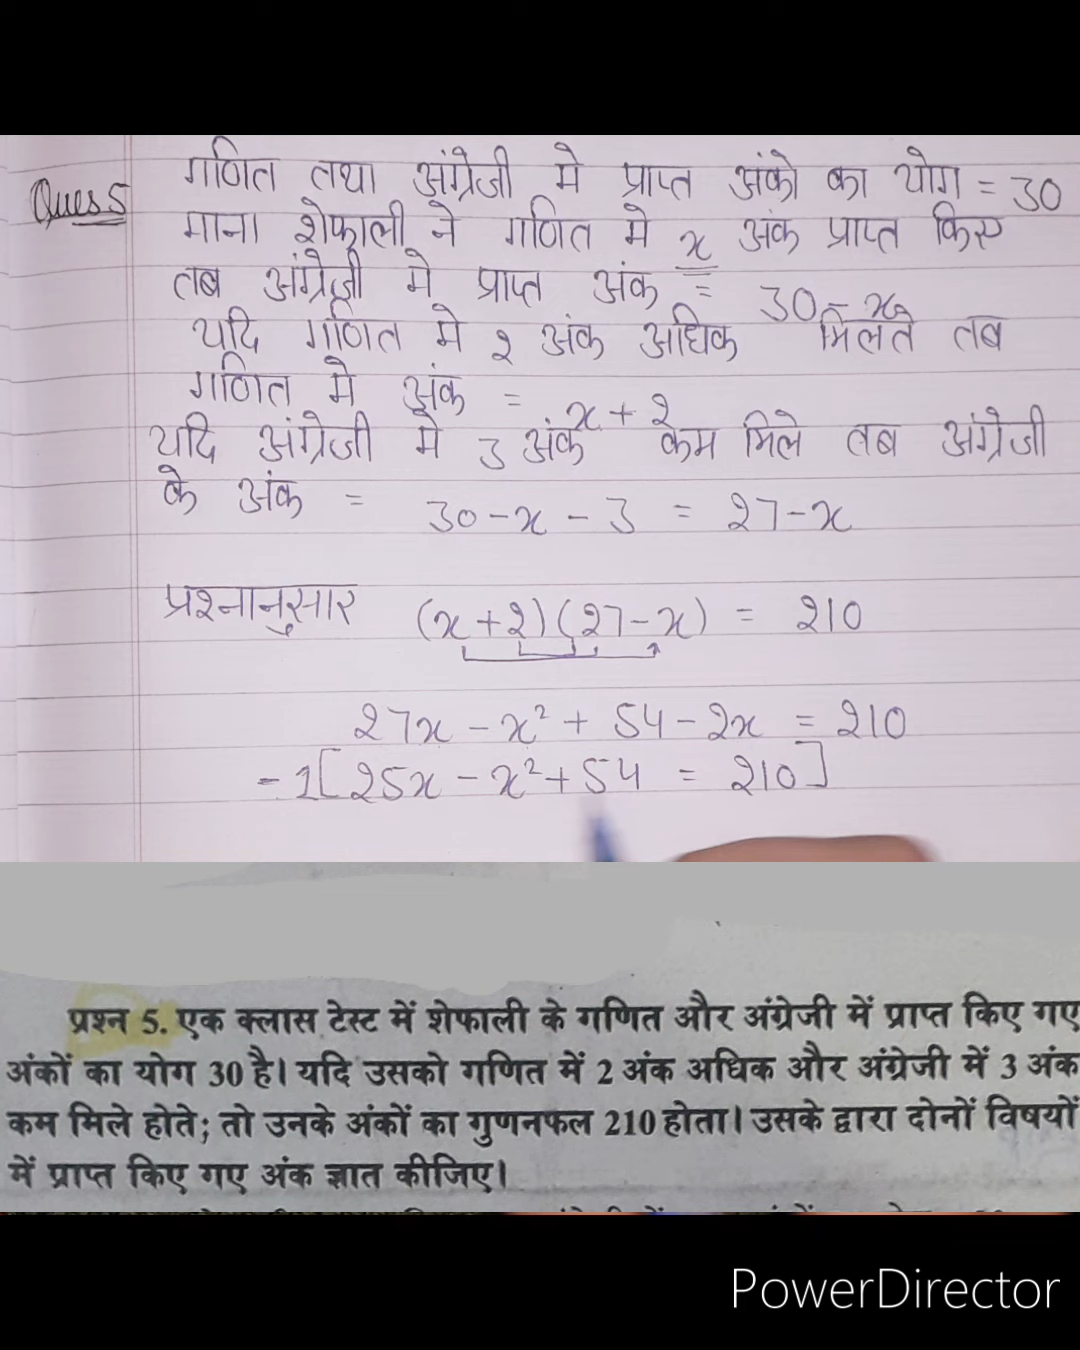 Ques 5
गणित तथा अंग्रेजी मे प्राप्त अंको का योग = 30
माना शेफाली ने गणित मे x अंक प्राप्त किए
तब अंग्रेजी मे प्राप्त अंक = 30 - x
यदि गणित मे 2 अंक अधिक मिलते तब
गणित मे अंक = x + 2
यदि अंग्रेजी मे 3 अंक कम मिले तब अंग्रेजी
के अंक = 30 - x - 3 = 27 - x
प्रश्नानुसार (x + 2) (27 - x) = 210
27x - x² + 54 - 2x = 210
- 1 [ 25x - x² + 54 = 210 ]
प्रश्न 5. एक क्लास टेस्ट में शेफाली के गणित और अंग्रेजी में प्राप्त किए गए
अंकों का योग 30 है। यदि उसको गणित में 2 अंक अधिक और अंग्रेजी में 3 अंक
कम मिले होते; तो उनके अंकों का गुणनफल 210 होता। उसके द्वारा दोनों विषयों
में प्राप्त किए गए अंक ज्ञात कीजिए।
PowerDirector